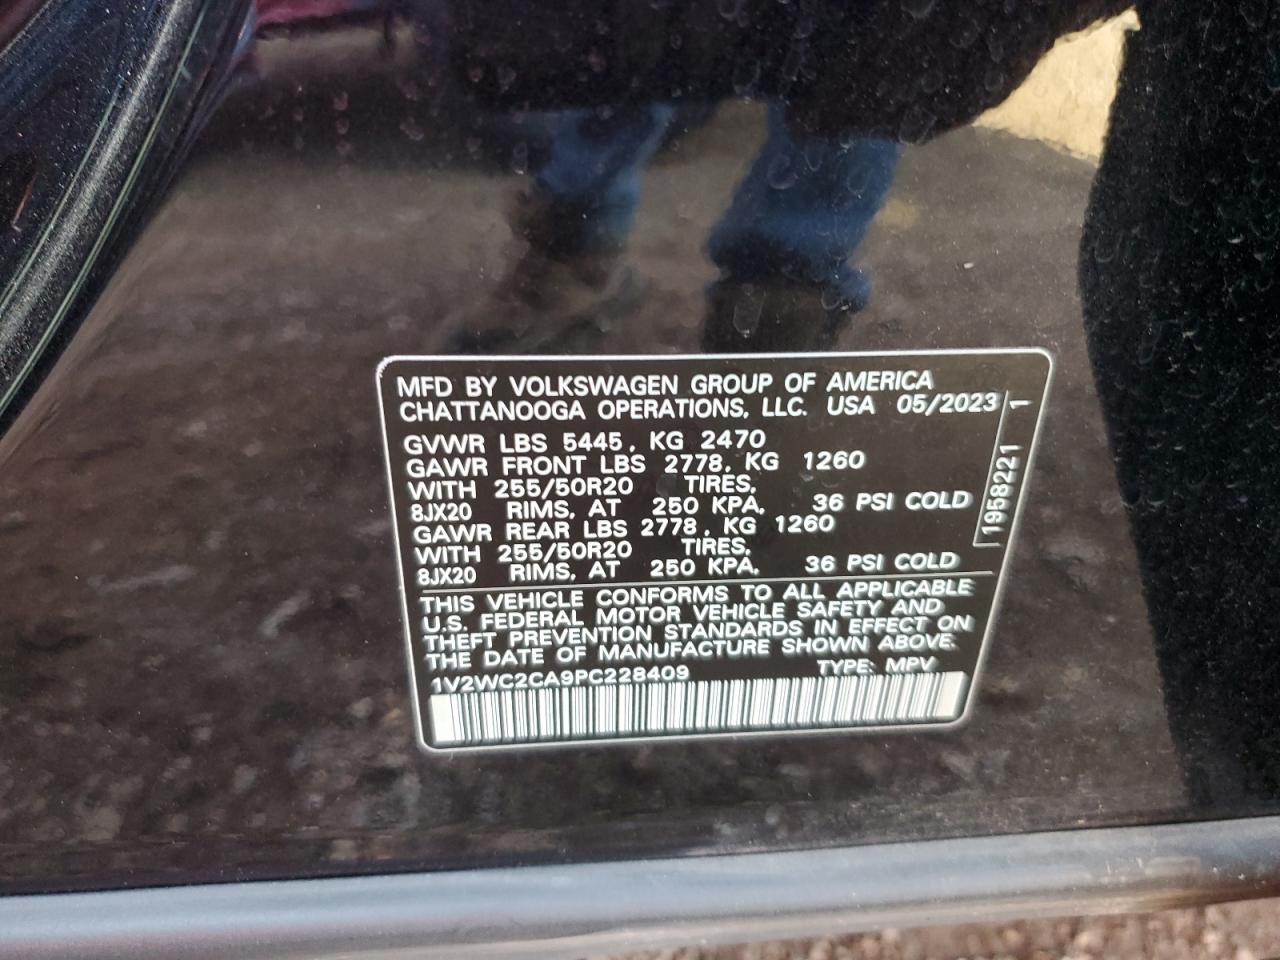 MFD BY VOLKSWAGEN GROUP OF AMERICA
CHATTANOOGA OPERATIONS, LLC. USA 05/2023
GVWR LBS 5445, KG 2470
GAWR FRONT LBS 2778, KG 1260
WITH 255/50R20 TIRES,
8JX20 RIMS, AT 250 KPA, 36 PSI COLD
GAWR REAR LBS 2778, KG 1260
WITH 255/50R20 TIRES,
8JX20 RIMS, AT 250 KPA, 36 PSI COLD
THIS VEHICLE CONFORMS TO ALL APPLICABLE
U.S. FEDERAL MOTOR VEHICLE SAFETY AND
THEFT PREVENTION STANDARDS IN EFFECT ON
THE DATE OF MANUFACTURE SHOWN ABOVE.
1V2WC2CA9PC228409 TYPE: MPV
1958221 1